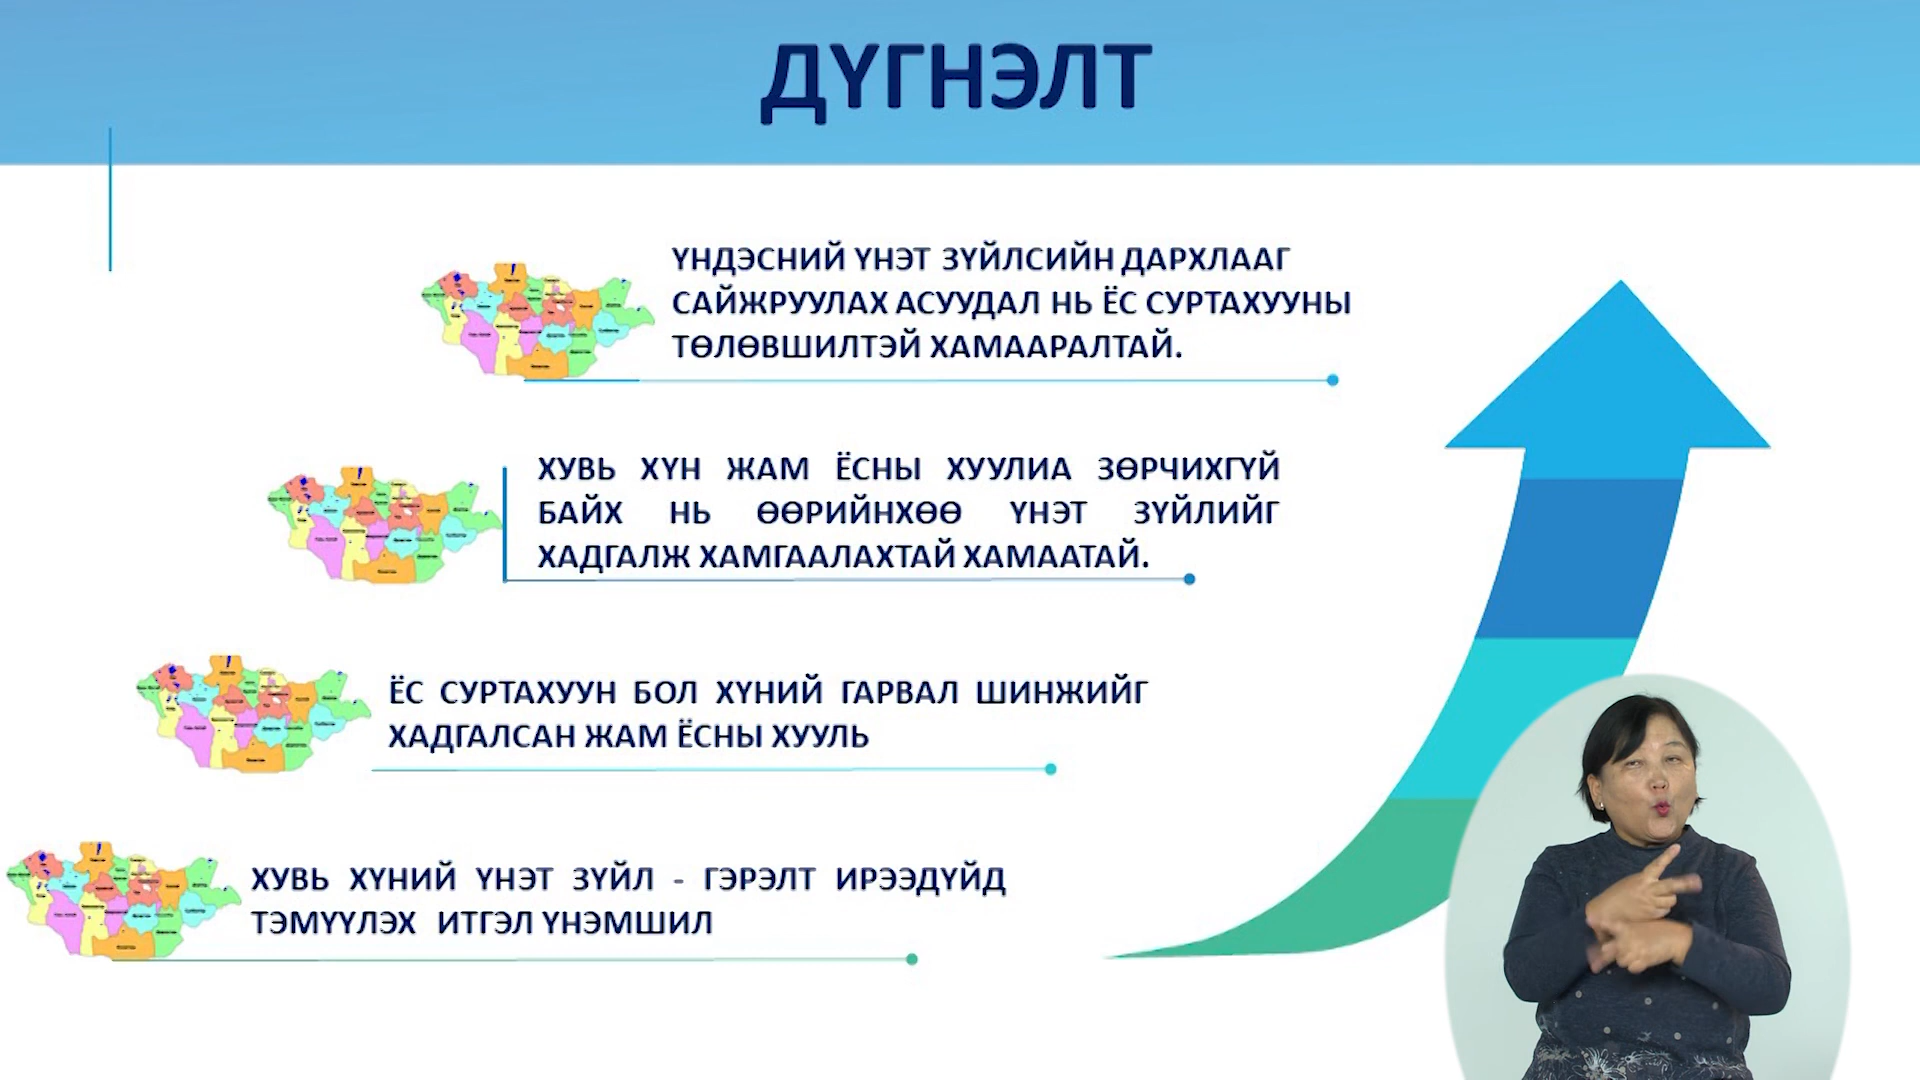 ДҮГНЭЛТ
ҮНДЭСНИЙ ҮНЭТ ЗҮЙЛСИЙН ДАРХЛААГ
САЙЖРУУЛАХ АСУУДАЛ НЬ ЁС СУРТАХУУНЫ
ТӨЛӨВШИЛТЭЙ ХАМААРАЛТАЙ.
ХУВЬ ХҮН ЖАМ ЁСНЫ ХУУЛИА ЗӨРЧИХГҮЙ
БАЙХ НЬ ӨӨРИЙНХӨӨ ҮНЭТ ЗҮЙЛИЙГ
ХАДГАЛЖ ХАМГААЛАХТАЙ ХАМААТАЙ.
ЁС СУРТАХУУН БОЛ ХҮНИЙ ГАРВАЛ ШИНЖИЙГ
ХАДГАЛСАН ЖАМ ЁСНЫ ХУУЛЬ
ХУВЬ ХҮНИЙ ҮНЭТ ЗҮЙЛ - ГЭРЭЛТ ИРЭЭДҮЙД
ТЭМҮҮЛЭХ ИТГЭЛ ҮНЭМШИЛ